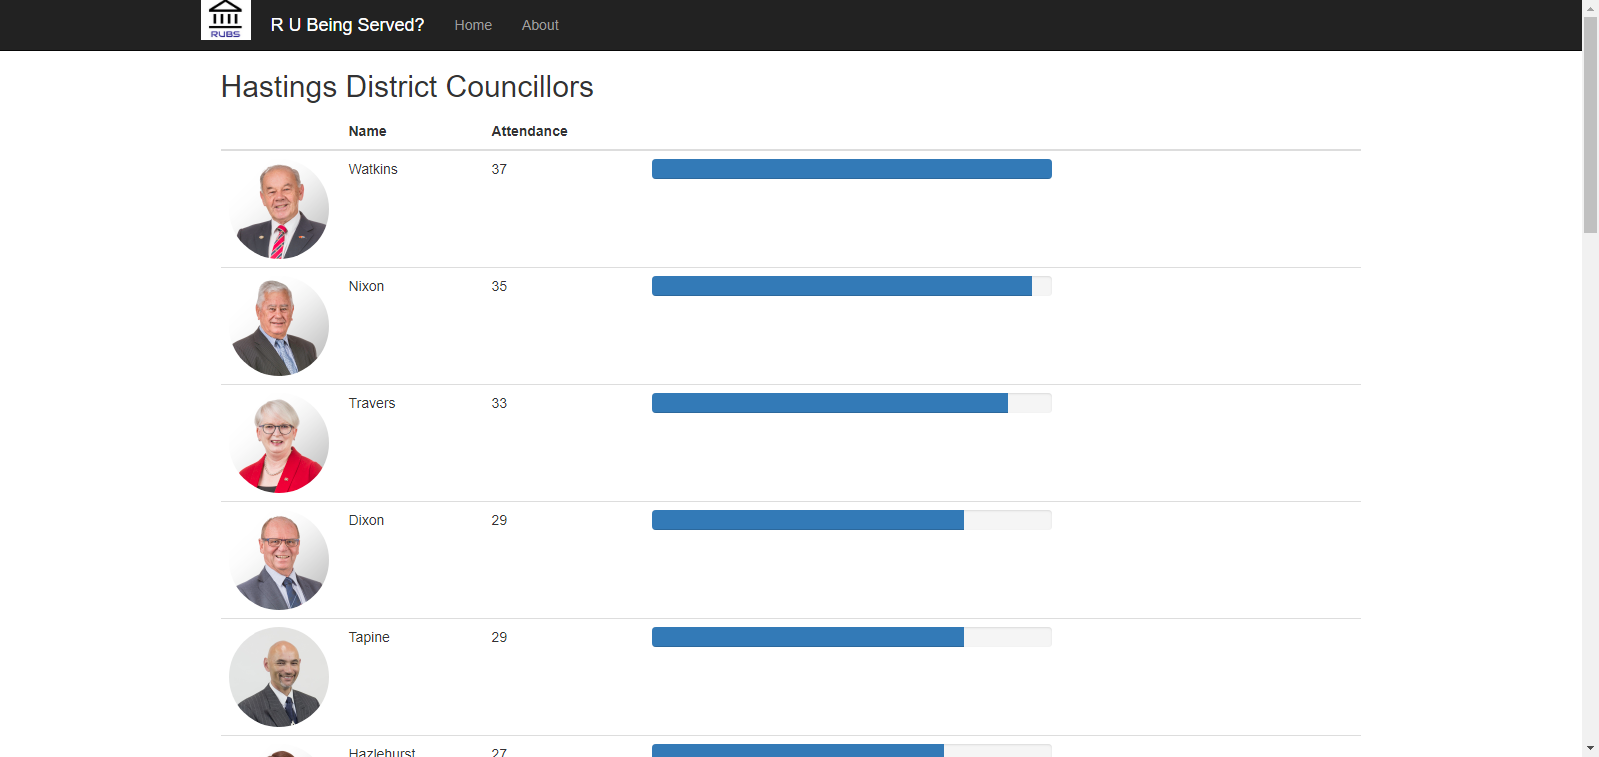 RUBS
R U Being Served? Home About
Hastings District Councillors
Name Attendance
Watkins 37
Nixon 35
Travers 33
Dixon 29
Tapine 29
Hazlehurst 27